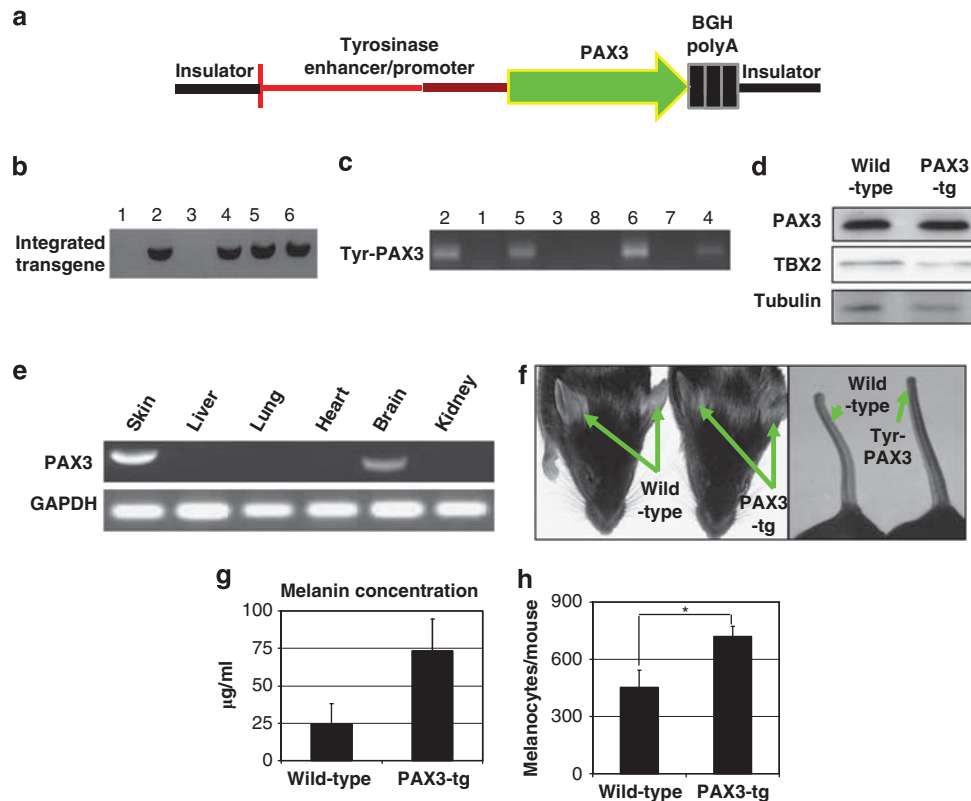 a
Insulator
Tyrosinase
enhancer/promoter
PAX3
BGH
polyA
Insulator
b
1 2 3 4 5 6
Integrated
transgene
c
2 1 5 3 8 6 7 4
Tyr-PAX3
d
Wild
-type
PAX3
-tg
PAX3
TBX2
Tubulin
e
Skin Liver Lung Heart Brain Kidney
PAX3
GAPDH
f
Wild
-type
PAX3
-tg
Wild
-type
Tyr-
PAX3
g
Melanin concentration
µg/ml
100
75
50
25
0
Wild-type PAX3-tg
h
Melanocytes/mouse
900
600
300
0
*
Wild-type PAX3-tg